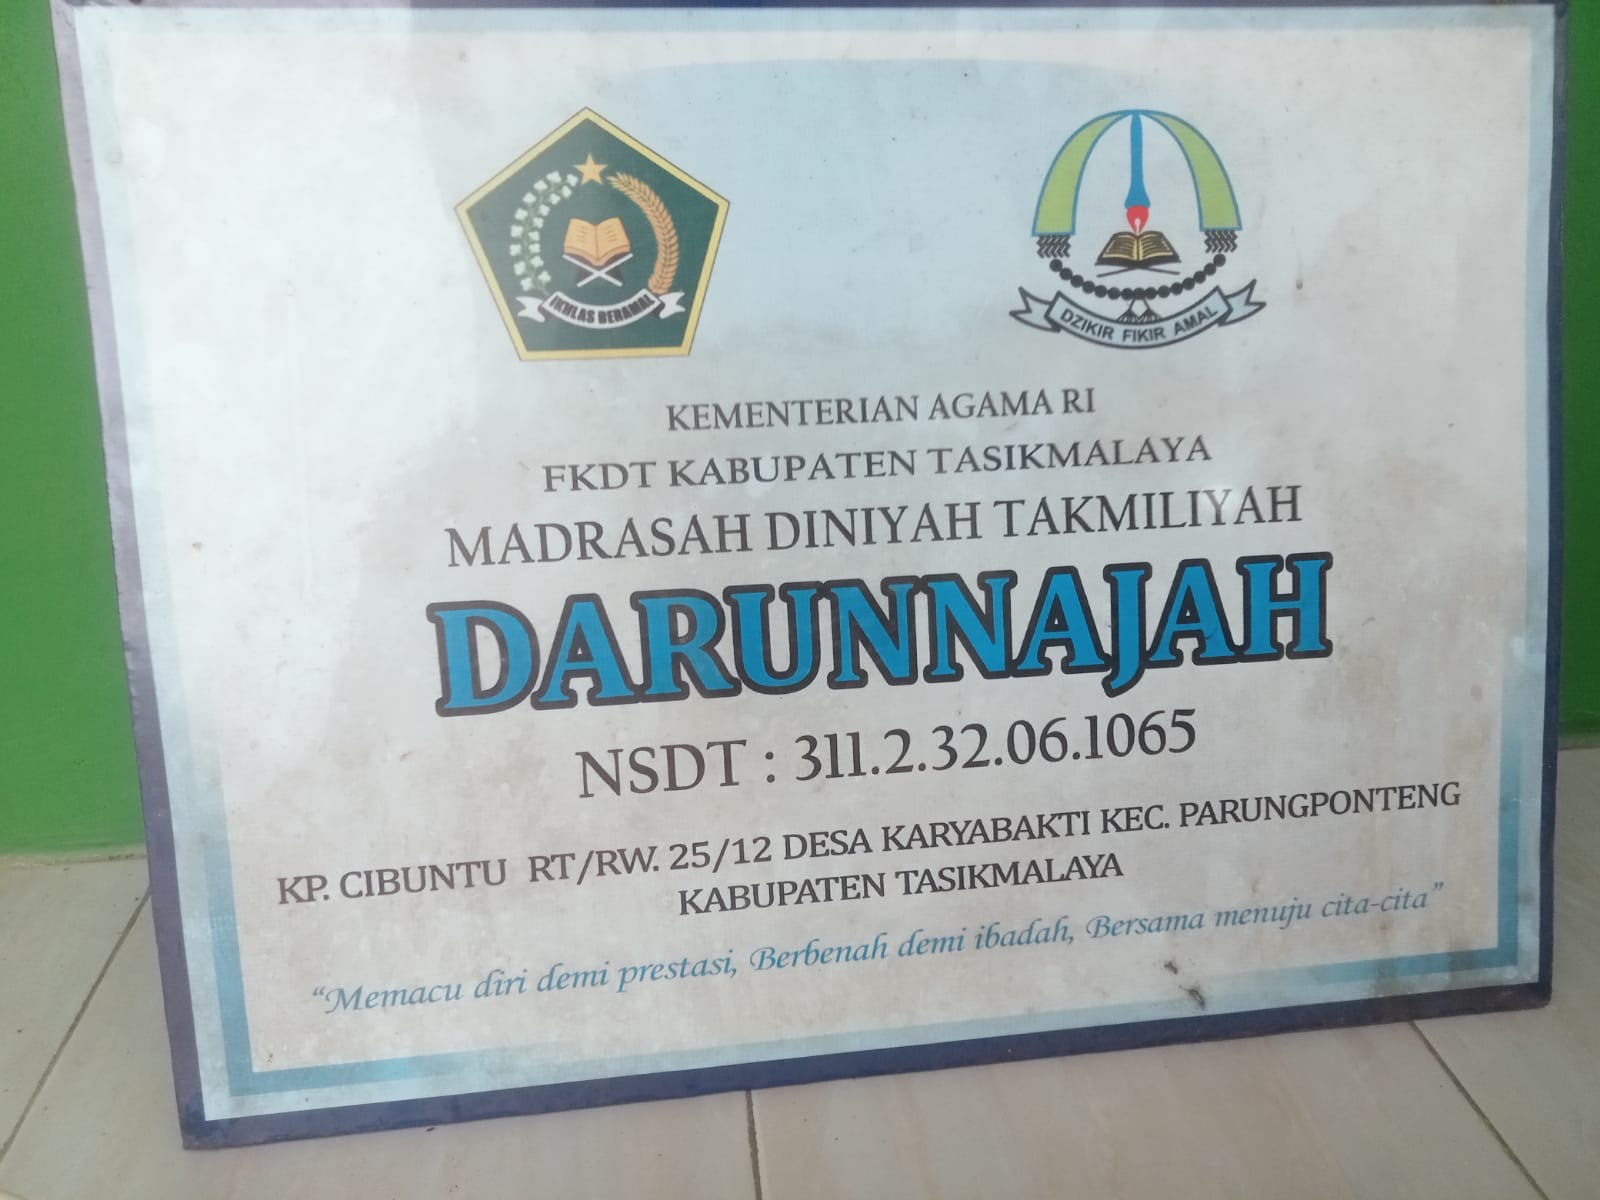 IKHLAS BERAMAL
DZIKIR FIKIR AMAL
KEMENTERIAN AGAMA RI
FKDT KABUPATEN TASIKMALAYA
MADRASAH DINIYAH TAKMILIYAH
DARUNNAJAH
NSDT : 311.2.32.06.1065
KP. CIBUNTU RT/RW. 25/12 DESA KARYABAKTI KEC. PARUNGPONTENG
KABUPATEN TASIKMALAYA
“Memacu diri demi prestasi, Berbenah demi ibadah, Bersama menuju cita-cita”